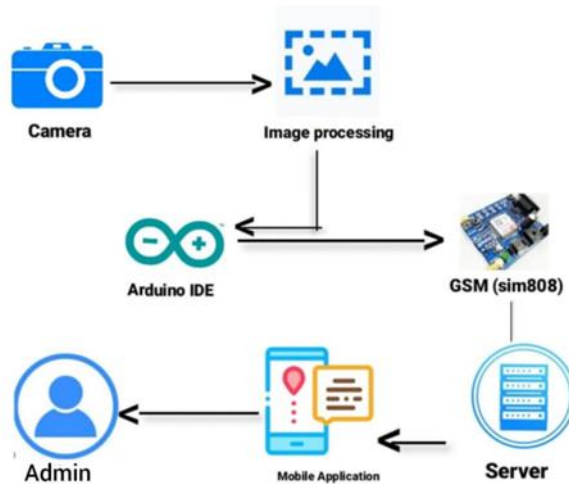 Camera
Image processing
Arduino IDE
GSM (sim808)
Admin
Mobile Application
Server